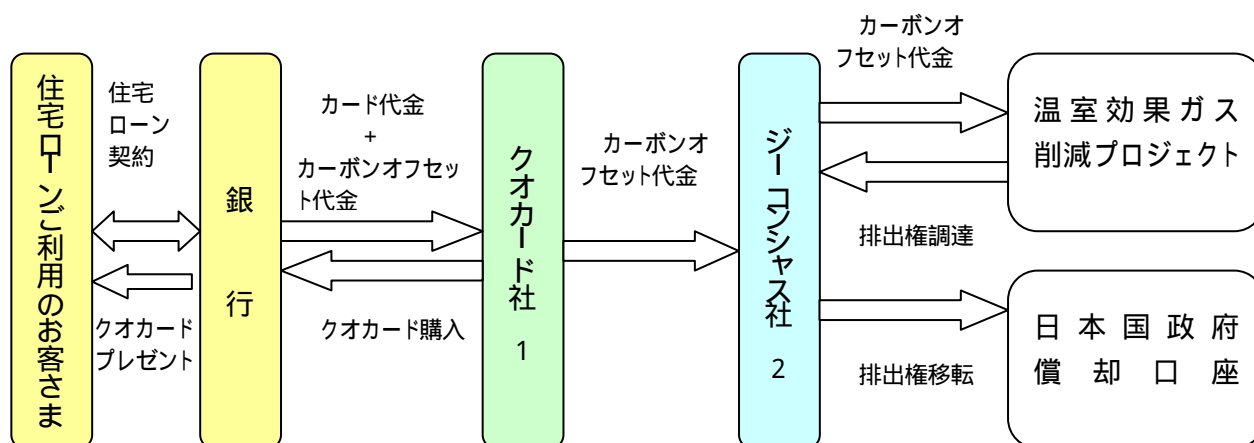 住宅ローンご利用のお客さま
住宅
ローン
契約
クオカード
プレゼント
銀行
カード代金
+
カーボンオフセッ
ト代金
クオカード購入
クオカード社
1
カーボンオ
フセット代金
ジーコンシャス社
2
カーボンオ
フセット代金
排出権調達
排出権移転
温室効果ガス
削減プロジェクト
日本国政府
償却口座